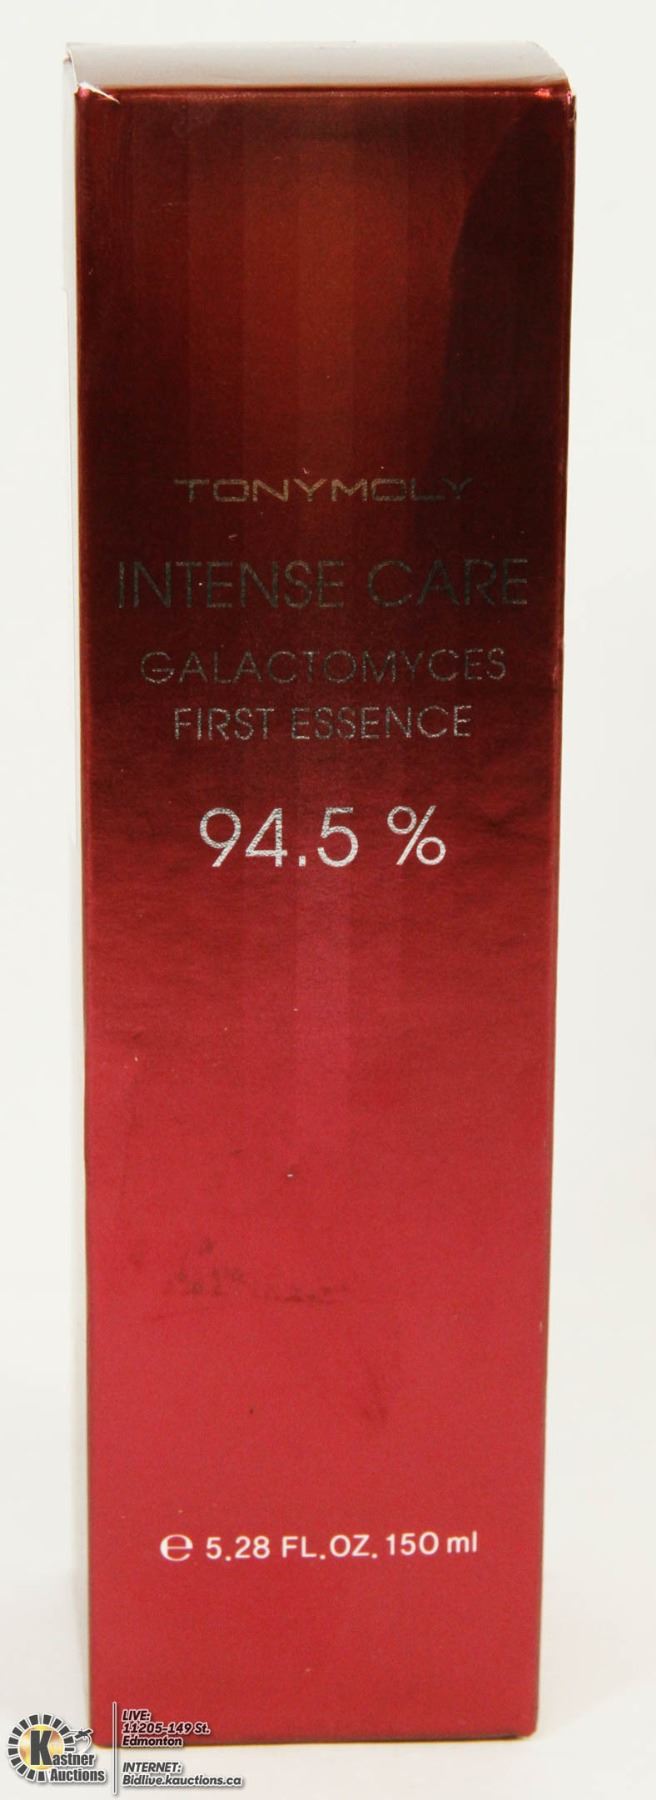 TONYMOLY
INTENSE CARE
GALACTOMYCES
FIRST ESSENCE
94.5 %
℮ 5.28 FL.OZ. 150 ml
Kastner
Auctions
LIVE:
11205-149 St.
Edmonton
INTERNET:
Bidlive.kauctions.ca